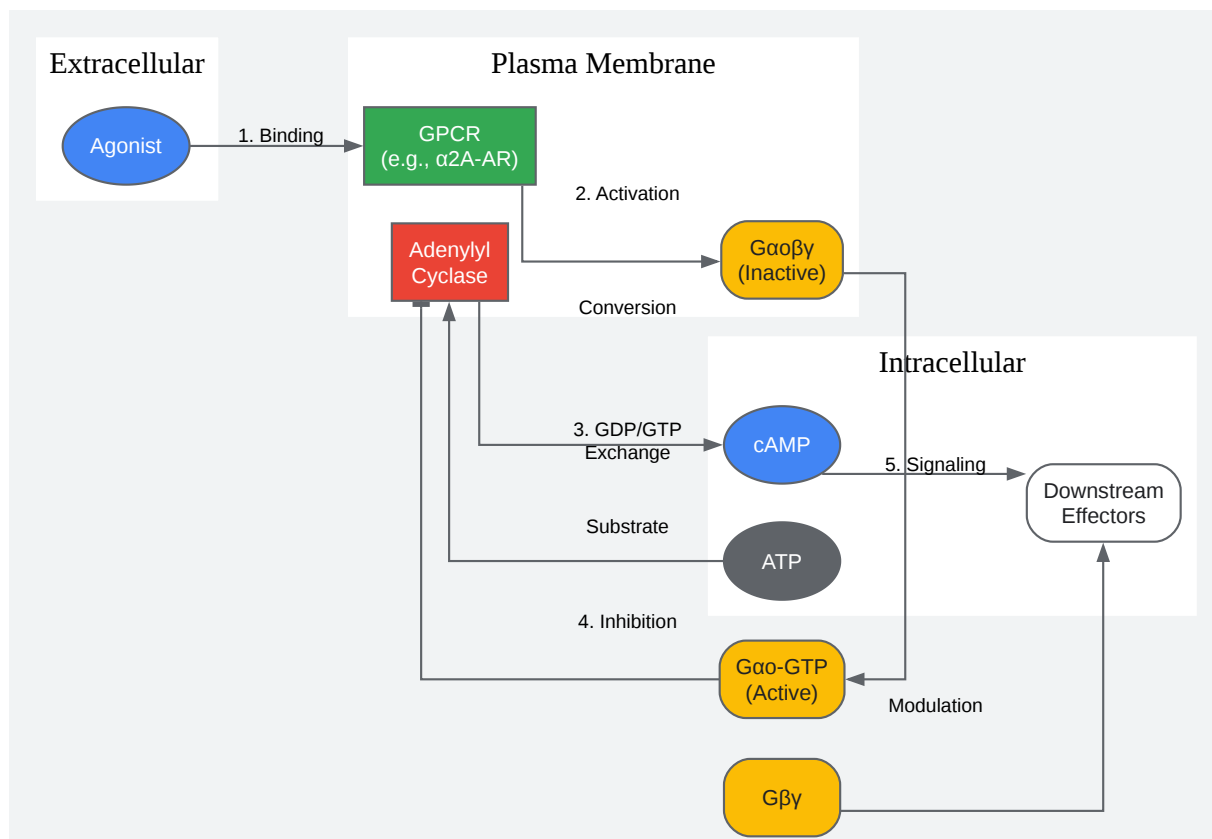 Extracellular
Plasma Membrane
Agonist
1. Binding
GPCR
(e.g., α2A-AR)
2. Activation
Adenylyl
Cyclase
Gαoβγ
(Inactive)
Conversion
Intracellular
3. GDP/GTP
Exchange
cAMP
5. Signaling
Downstream
Effectors
Substrate
ATP
4. Inhibition
Gαo-GTP
(Active)
Modulation
Gβγ